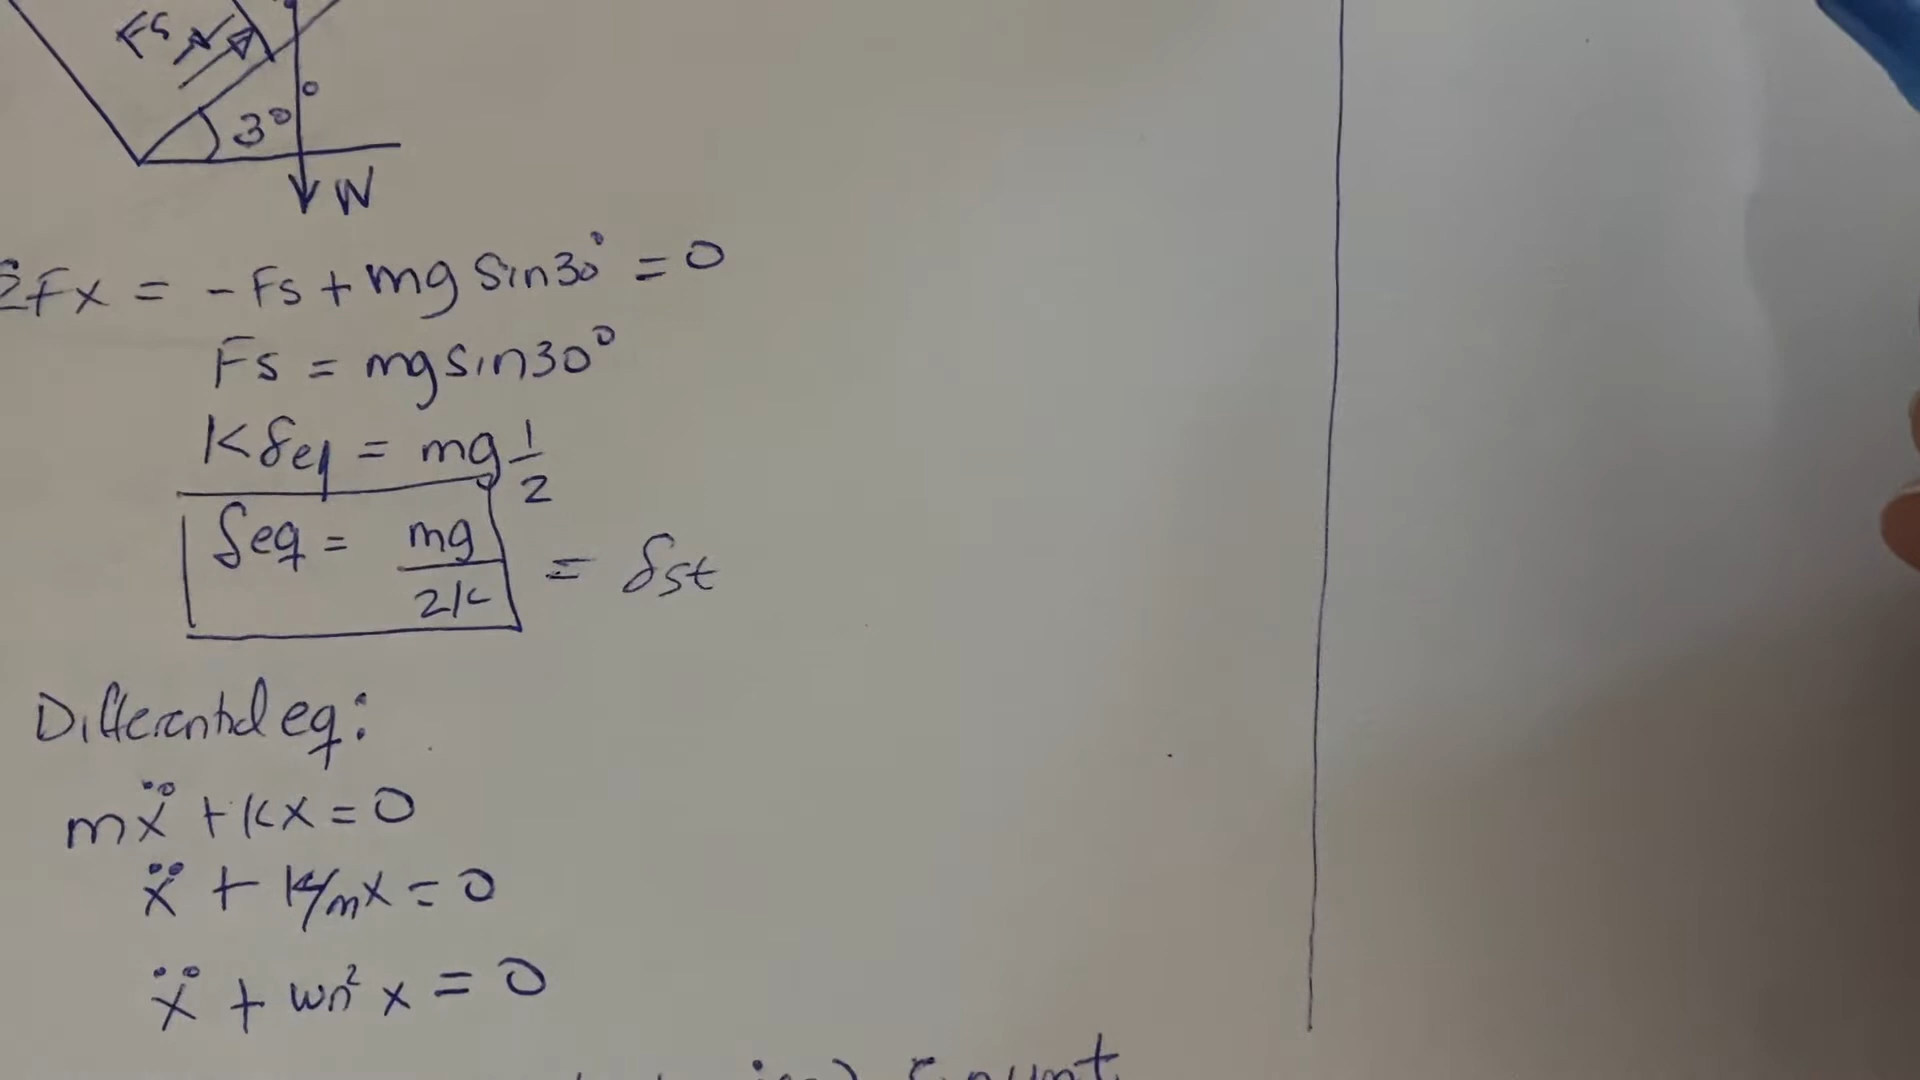 Fs
30°
W
ΣFx = -Fs + mg sin30° = 0
Fs = mg sin30°
K δeq = mg 1/2
δeq = mg/2K = δst
Differential eq:
mẍ + Kx = 0
ẍ + K/m x = 0
ẍ + wn² x = 0